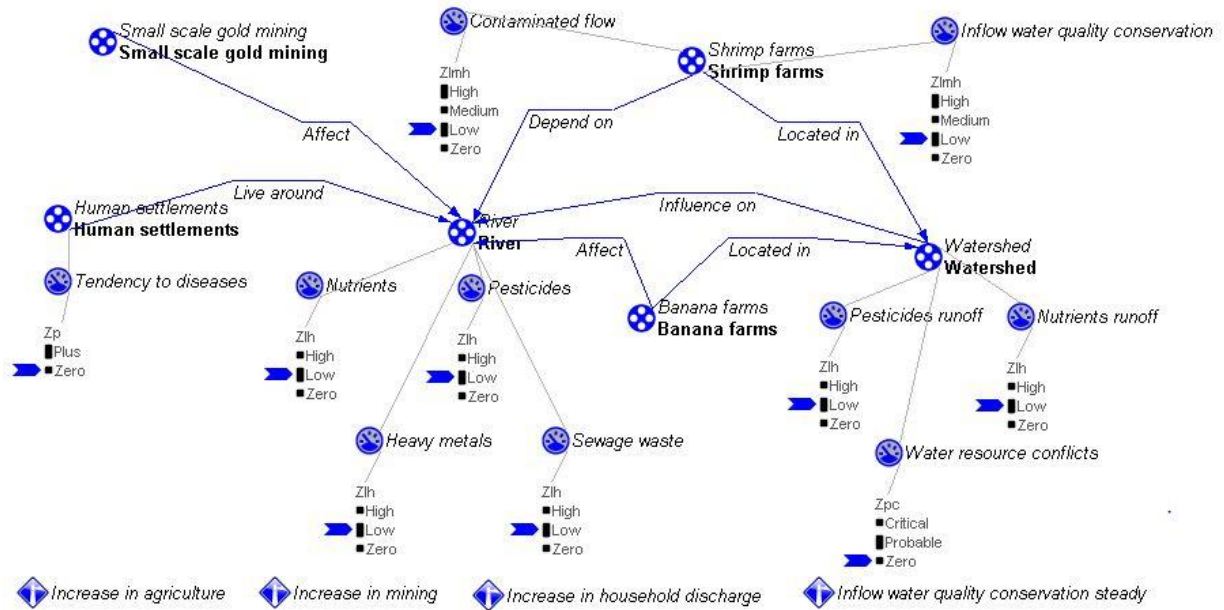 Small scale gold mining
Small scale gold mining
Contaminated flow
Shrimp farms
Shrimp farms
Inflow water quality conservation
Zlmh
High
Medium
Low
Zero
Zlmh
High
Medium
Low
Zero
Affect
Depend on
Located in
Human settlements
Human settlements
Live around
River
River
Influence on
Affect
Located in
Watershed
Watershed
Tendency to diseases
Zp
Plus
Zero
Nutrients
Zlh
High
Low
Zero
Pesticides
Zlh
High
Low
Zero
Banana farms
Banana farms
Pesticides runoff
Zlh
High
Low
Zero
Nutrients runoff
Zlh
High
Low
Zero
Heavy metals
Zlh
High
Low
Zero
Sewage waste
Zlh
High
Low
Zero
Water resource conflicts
Zpc
Critical
Probable
Zero
Increase in agriculture
Increase in mining
Increase in household discharge
Inflow water quality conservation steady